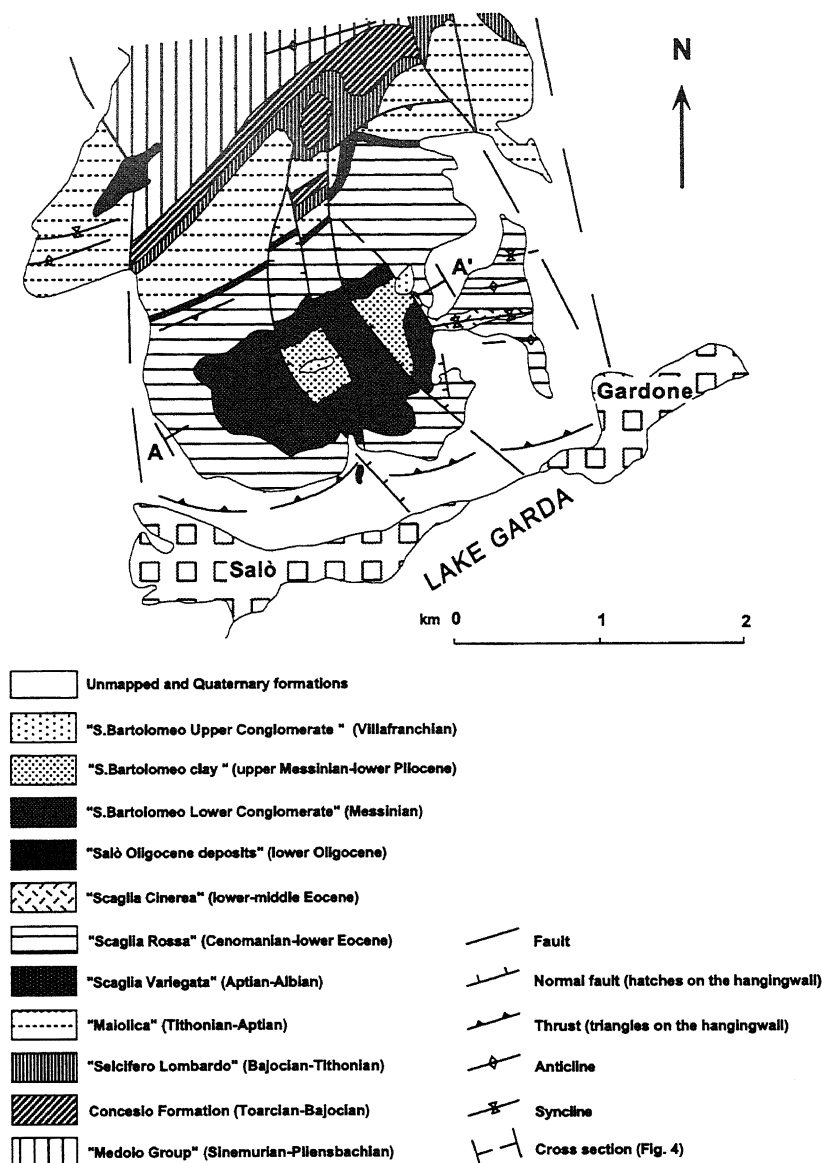 N
A'
Gardone
A
LAKE GARDA
Salò
km 0 1 2
Unmapped and Quaternary formations
"S.Bartolomeo Upper Conglomerate " (Villafranchian)
"S.Bartolomeo clay " (upper Messinian-lower Pliocene)
"S.Bartolomeo Lower Conglomerate" (Messinian)
"Salò Oligocene deposits" (lower Oligocene)
"Scaglia Cinerea" (lower-middle Eocene)
"Scaglia Rossa" (Cenomanian-lower Eocene)
"Scaglia Variegata" (Aptian-Albian)
"Maiolica" (Tithonian-Aptian)
"Selcifero Lombardo" (Bajocian-Tithonian)
Concesio Formation (Toarcian-Bajocian)
"Medolo Group" (Sinemurian-Pliensbachian)
Fault
Normal fault (hatches on the hangingwall)
Thrust (triangles on the hangingwall)
Anticline
Syncline
Cross section (Fig. 4)